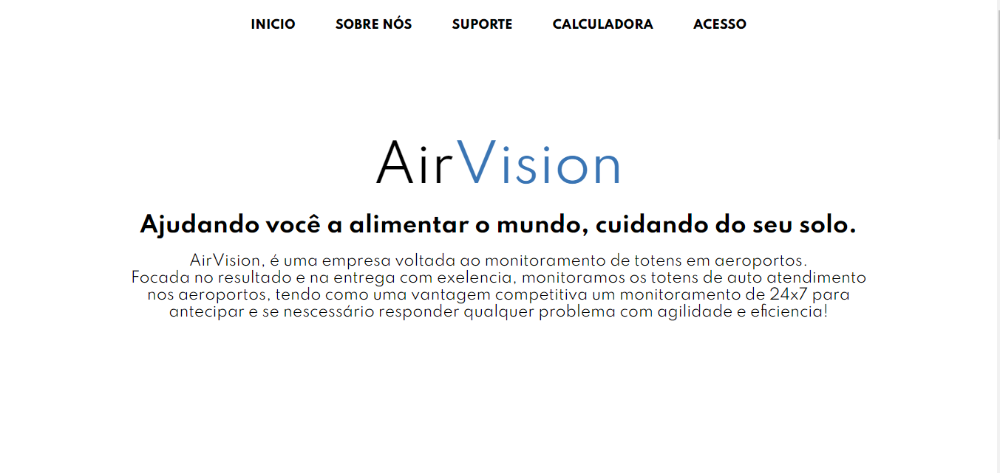 INICIO SOBRE NÓS SUPORTE CALCULADORA ACESSO
AirVision
Ajudando você a alimentar o mundo, cuidando do seu solo.
AirVision, é uma empresa voltada ao monitoramento de totens em aeroportos.
Focada no resultado e na entrega com exelencia, monitoramos os totens de auto atendimento
nos aeroportos, tendo como uma vantagem competitiva um monitoramento de 24x7 para
antecipar e se nescessário responder qualquer problema com agilidade e eficiencia!